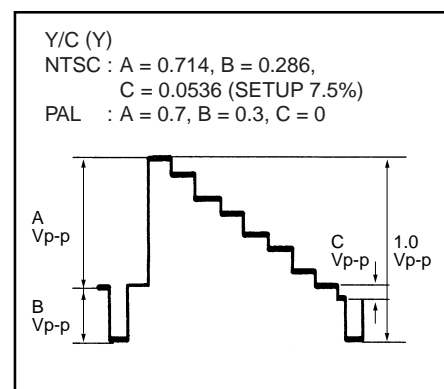 Y/C (Y)
NTSC : A = 0.714, B = 0.286,
C = 0.0536 (SETUP 7.5%)
PAL : A = 0.7, B = 0.3, C = 0
A
Vp-p
B
Vp-p
C
Vp-p
1.0
Vp-p